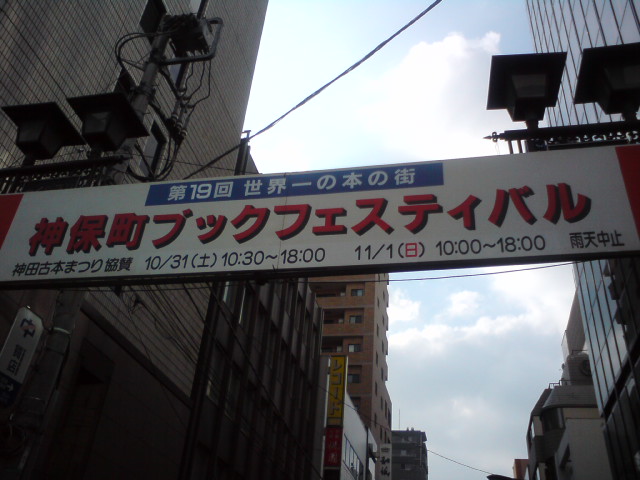 第19回 世界一の本の街
神保町ブックフェスティバル
神田古本まつり協賛 10/31(土)10:30～18:00 11/1(日)10:00～18:00 雨天中止